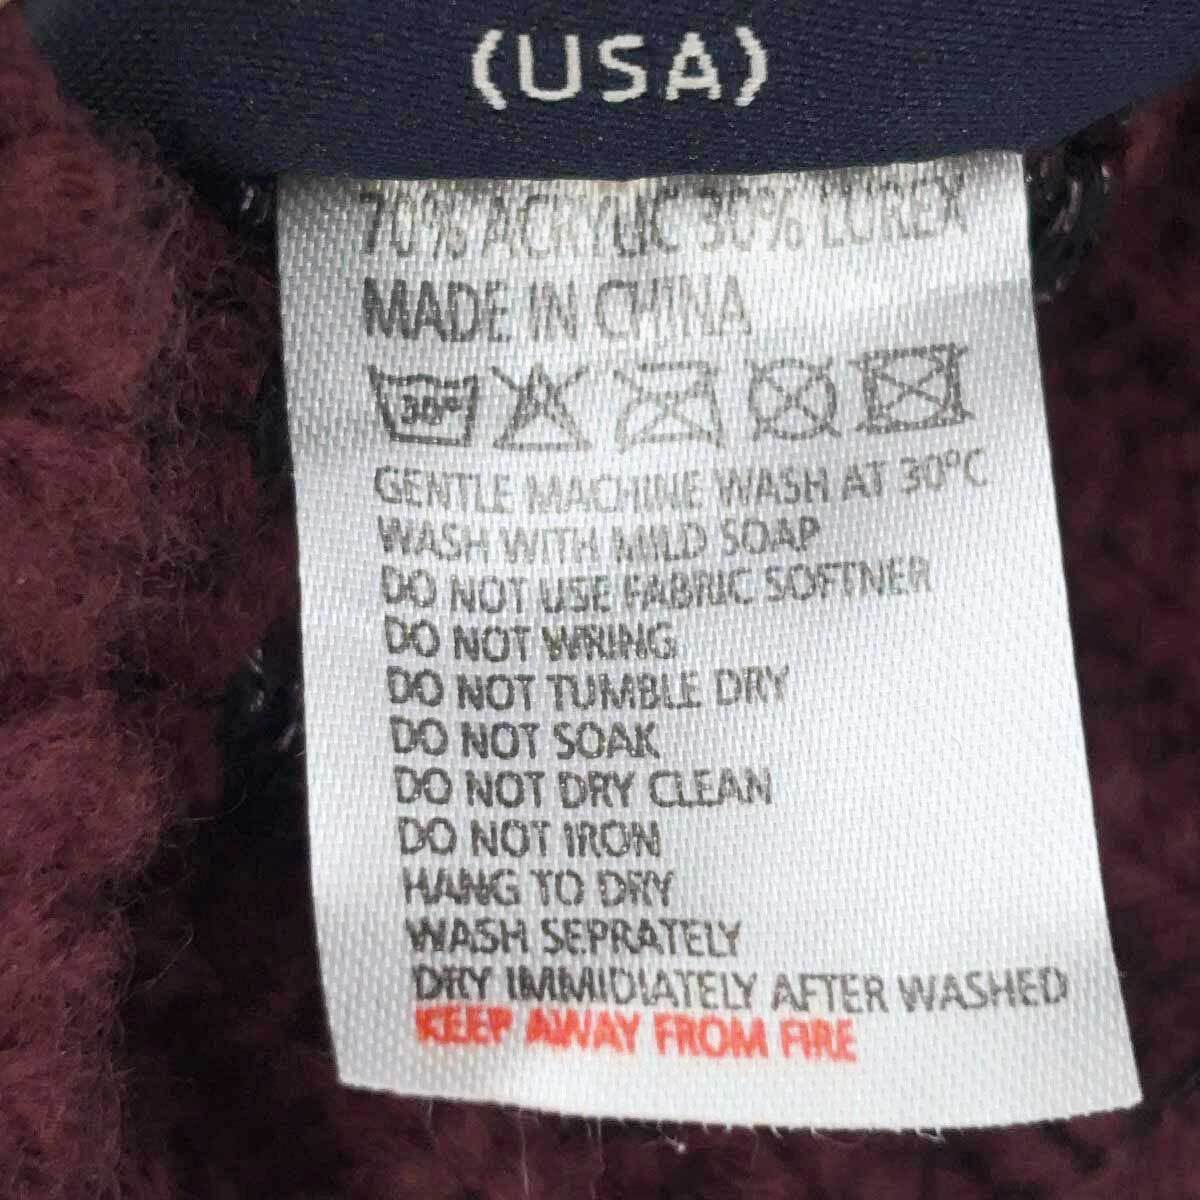 (USA)
70% ACRYLIC 30% LUREX
MADE IN CHINA
30°
GENTLE MACHINE WASH AT 30°C
WASH WITH MILD SOAP
DO NOT USE FABRIC SOFTNER
DO NOT WRING
DO NOT TUMBLE DRY
DO NOT SOAK
DO NOT DRY CLEAN
DO NOT IRON
HANG TO DRY
WASH SEPRATELY
DRY IMMIDIATELY AFTER WASHED
KEEP AWAY FROM FIRE